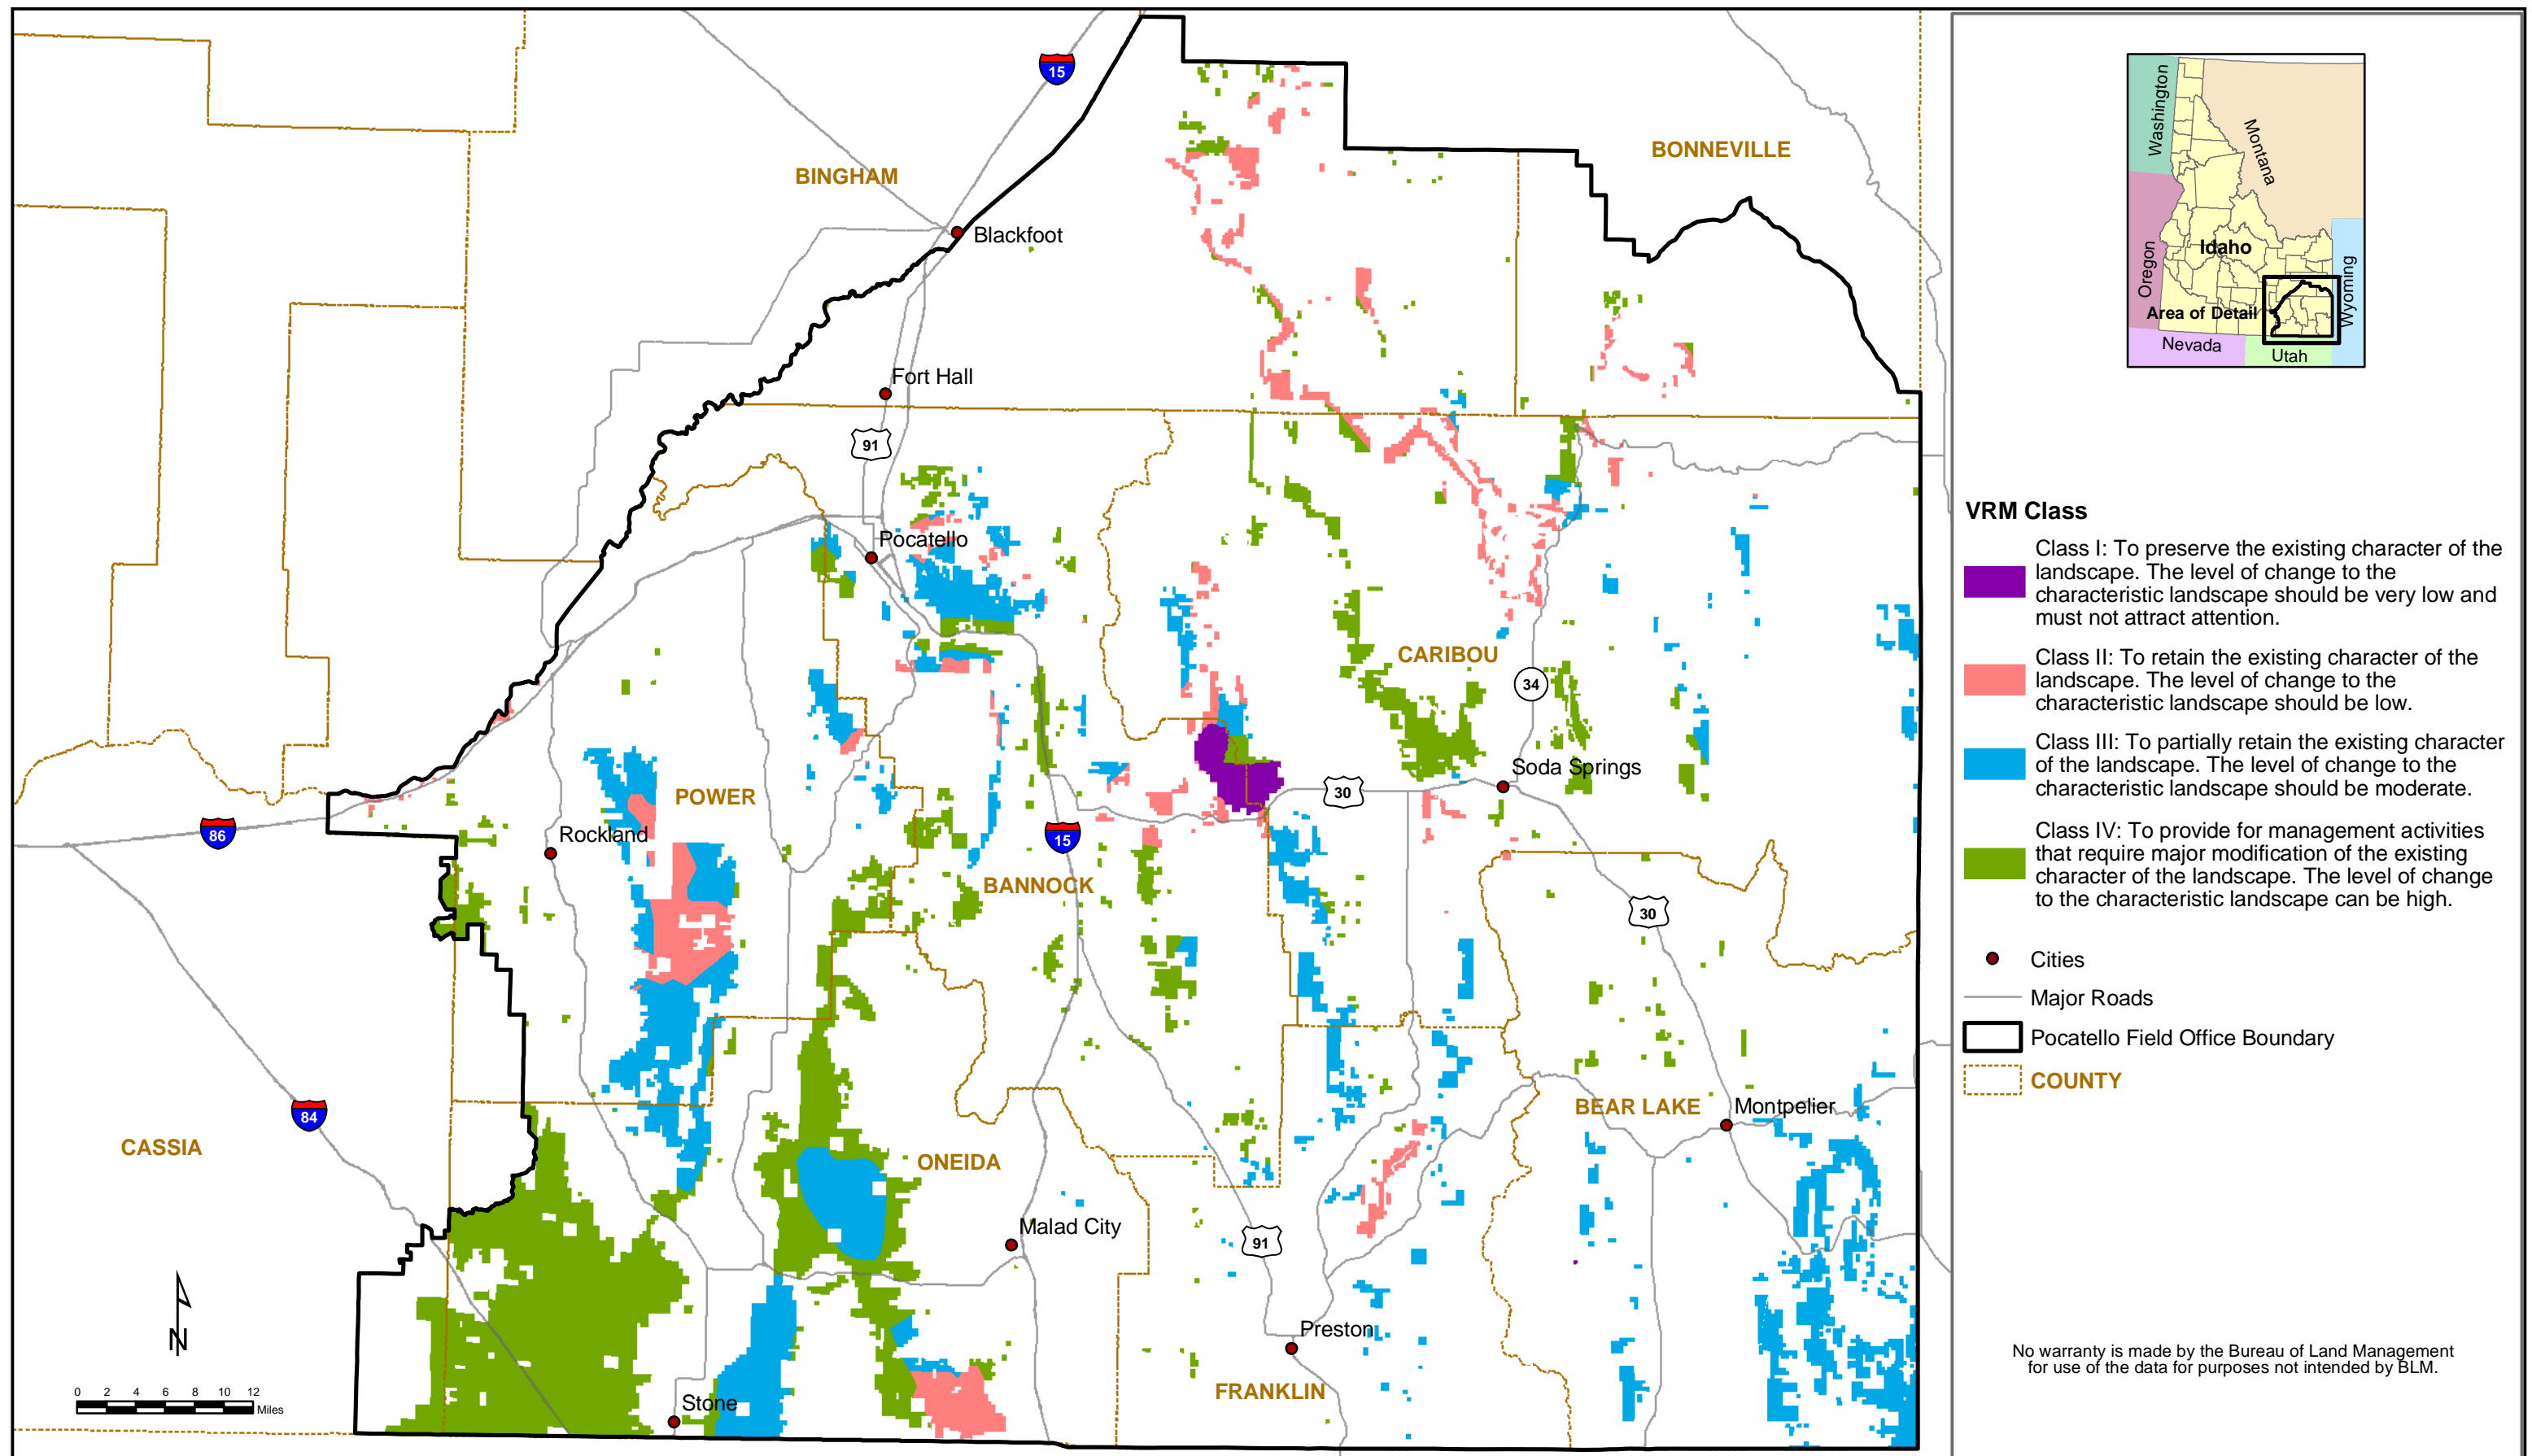 15
BINGHAM
BONNEVILLE
Blackfoot
Fort Hall
91
Pocatello
CARIBOU
34
Soda Springs
30
POWER
86
Rockland
15
BANNOCK
30
84
CASSIA
ONEIDA
BEAR LAKE
Montpelier
Malad City
91
Preston
FRANKLIN
Stone
N
0 2 4 6 8 10 12
Miles
Washington
Montana
Oregon
Idaho
Wyoming
Area of Detail
Nevada
Utah
VRM Class
Class I: To preserve the existing character of the
landscape. The level of change to the
characteristic landscape should be very low and
must not attract attention.
Class II: To retain the existing character of the
landscape. The level of change to the
characteristic landscape should be low.
Class III: To partially retain the existing character
of the landscape. The level of change to the
characteristic landscape should be moderate.
Class IV: To provide for management activities
that require major modification of the existing
character of the landscape. The level of change
to the characteristic landscape can be high.
Cities
Major Roads
Pocatello Field Office Boundary
COUNTY
No warranty is made by the Bureau of Land Management
for use of the data for purposes not intended by BLM.